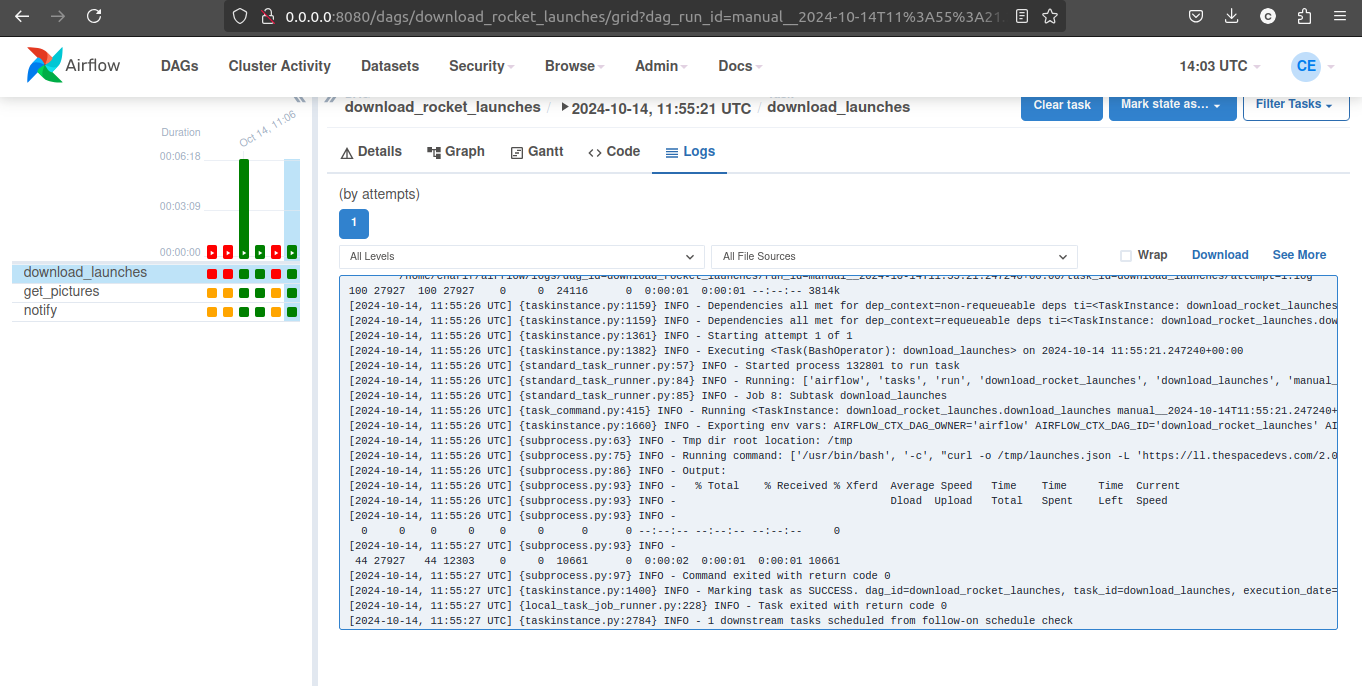 0.0.0.0:8080/dags/download_rocket_launches/grid?dag_run_id=manual__2024-10-14T11%3A55%3A21.
C
Airflow
DAGs
Cluster Activity
Datasets
Security
Browse
Admin
Docs
14:03 UTC
CE
download_rocket_launches / 2024-10-14, 11:55:21 UTC / download_launches
Clear task
Mark state as...
Filter Tasks
Oct 14, 11:06
Duration
00:06:18
00:03:09
00:00:00
download_launches
get_pictures
notify
Details
Graph
Gantt
Code
Logs
(by attempts)
1
All Levels
All File Sources
Wrap
Download
See More
100 27927  100 27927    0     0  24116      0  0:00:01  0:00:01 --:--:-- 3814k
[2024-10-14, 11:55:26 UTC] {taskinstance.py:1159} INFO - Dependencies all met for dep_context=non-requeueable deps ti=<TaskInstance: download_rocket_launches
[2024-10-14, 11:55:26 UTC] {taskinstance.py:1159} INFO - Dependencies all met for dep_context=requeueable deps ti=<TaskInstance: download_rocket_launches.dow
[2024-10-14, 11:55:26 UTC] {taskinstance.py:1361} INFO - Starting attempt 1 of 1
[2024-10-14, 11:55:26 UTC] {taskinstance.py:1382} INFO - Executing <Task(BashOperator): download_launches> on 2024-10-14 11:55:21.247240+00:00
[2024-10-14, 11:55:26 UTC] {standard_task_runner.py:57} INFO - Started process 132801 to run task
[2024-10-14, 11:55:26 UTC] {standard_task_runner.py:84} INFO - Running: ['airflow', 'tasks', 'run', 'download_rocket_launches', 'download_launches', 'manual_
[2024-10-14, 11:55:26 UTC] {standard_task_runner.py:85} INFO - Job 8: Subtask download_launches
[2024-10-14, 11:55:26 UTC] {task_command.py:415} INFO - Running <TaskInstance: download_rocket_launches.download_launches manual__2024-10-14T11:55:21.247240+
[2024-10-14, 11:55:26 UTC] {taskinstance.py:1660} INFO - Exporting env vars: AIRFLOW_CTX_DAG_OWNER='airflow' AIRFLOW_CTX_DAG_ID='download_rocket_launches' AI
[2024-10-14, 11:55:26 UTC] {subprocess.py:63} INFO - Tmp dir root location: /tmp
[2024-10-14, 11:55:26 UTC] {subprocess.py:75} INFO - Running command: ['/usr/bin/bash', '-c', "curl -o /tmp/launches.json -L 'https://ll.thespacedevs.com/2.0
[2024-10-14, 11:55:26 UTC] {subprocess.py:86} INFO - Output:
[2024-10-14, 11:55:26 UTC] {subprocess.py:93} INFO -   % Total    % Received % Xferd  Average Speed   Time    Time     Time  Current
[2024-10-14, 11:55:26 UTC] {subprocess.py:93} INFO -                                  Dload  Upload   Total   Spent    Left  Speed
[2024-10-14, 11:55:26 UTC] {subprocess.py:93} INFO -
0     0    0     0    0     0      0      0 --:--:-- --:--:-- --:--:--     0
[2024-10-14, 11:55:27 UTC] {subprocess.py:93} INFO -
44 27927   44 12303    0     0  10661      0  0:00:02  0:00:01  0:00:01 10661
[2024-10-14, 11:55:27 UTC] {subprocess.py:97} INFO - Command exited with return code 0
[2024-10-14, 11:55:27 UTC] {taskinstance.py:1400} INFO - Marking task as SUCCESS. dag_id=download_rocket_launches, task_id=download_launches, execution_date=
[2024-10-14, 11:55:27 UTC] {local_task_job_runner.py:228} INFO - Task exited with return code 0
[2024-10-14, 11:55:27 UTC] {taskinstance.py:2784} INFO - 1 downstream tasks scheduled from follow-on schedule check